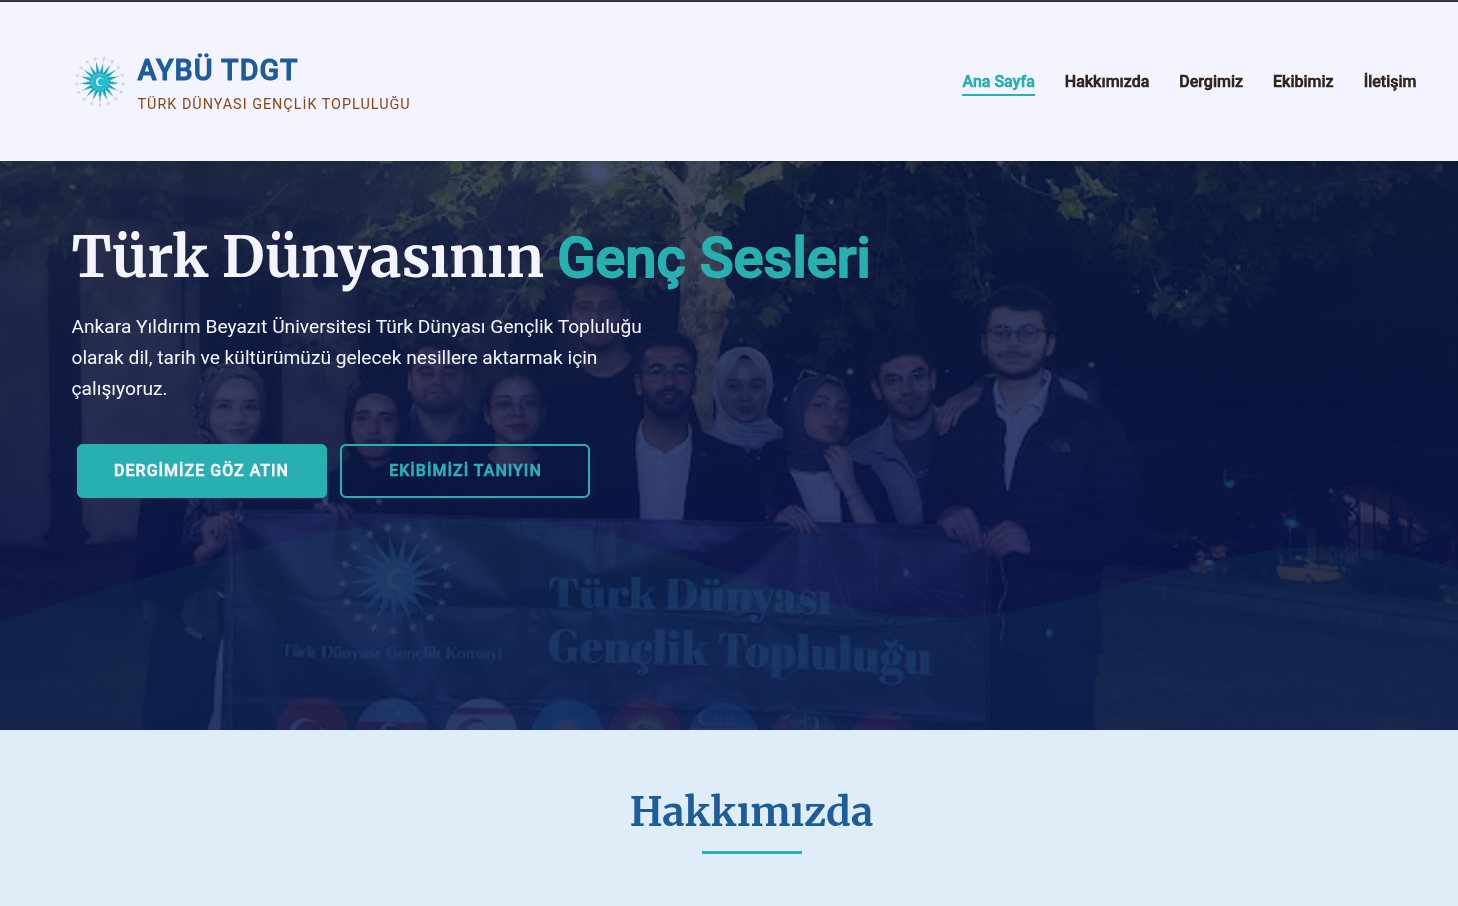 AYBÜ TDGT
TÜRK DÜNYASI GENÇLİK TOPLULUĞU
Ana Sayfa Hakkımızda Dergimiz Ekibimiz İletişim
Türk Dünyasının Genç Sesleri
Ankara Yıldırım Beyazıt Üniversitesi Türk Dünyası Gençlik Topluluğu
olarak dil, tarih ve kültürümüzü gelecek nesillere aktarmak için
çalışıyoruz.
DERGİMİZE GÖZ ATIN EKİBİMİZİ TANIYIN
Türk Dünyası
Gençlik Topluluğu
Türk Dünyası Gençlik Konseyi
Hakkımızda